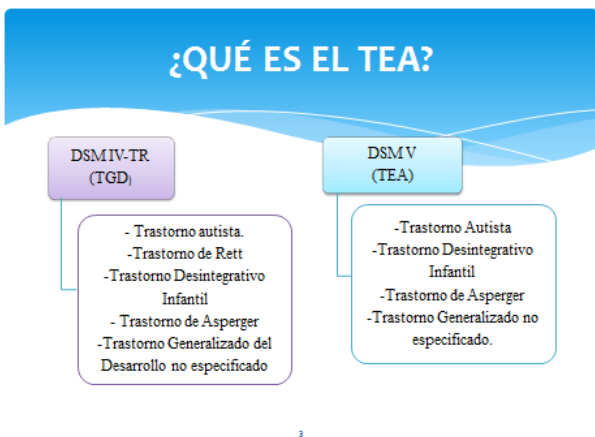 ¿QUÉ ES EL TEA?
DSM IV-TR
(TGD)
- Trastorno autista.
-Trastorno de Rett
-Trastorno Desintegrativo
Infantil
- Trastorno de Asperger
-Trastorno Generalizado del
Desarrollo no especificado
DSM V
(TEA)
-Trastorno Autista
-Trastorno Desintegrativo
Infantil
-Trastorno de Asperger
-Trastorno Generalizado no
especificado.
3